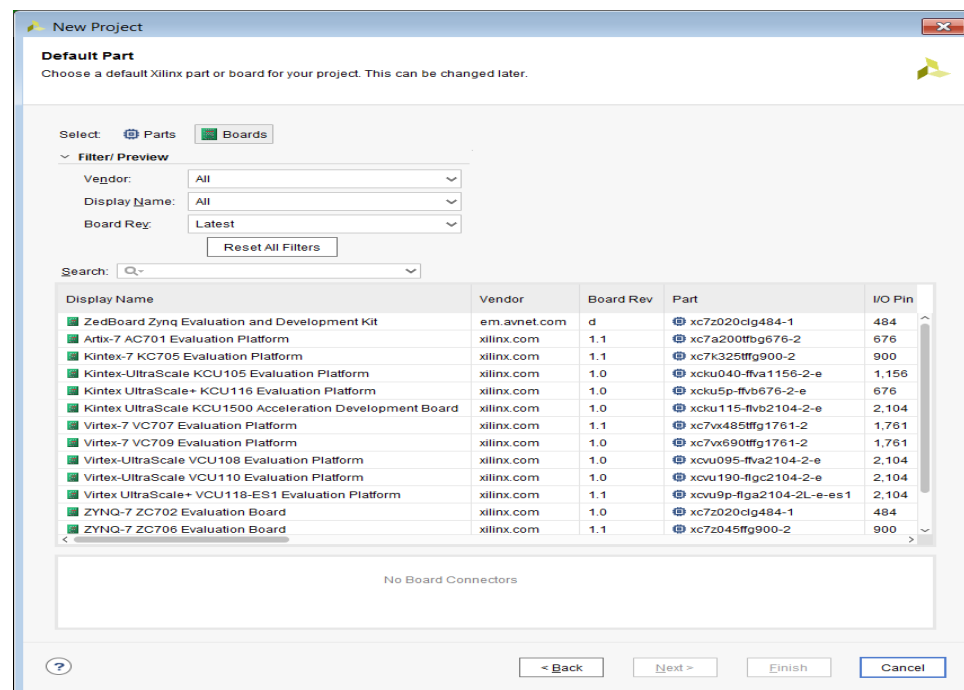 New Project
Default Part
Choose a default Xilinx part or board for your project. This can be changed later.
Select: Parts Boards
Filter/ Preview
Vendor: All
Display Name: All
Board Rev: Latest
Reset All Filters
Search: Q
Display Name Vendor Board Rev Part I/O Pin
ZedBoard Zynq Evaluation and Development Kit em.avnet.com d xc7z020clg484-1 484
Artix-7 AC701 Evaluation Platform xilinx.com 1.1 xc7a200tfbg676-2 676
Kintex-7 KC705 Evaluation Platform xilinx.com 1.1 xc7k325tffg900-2 900
Kintex-UltraScale KCU105 Evaluation Platform xilinx.com 1.0 xcku040-ffva1156-2-e 1,156
Kintex UltraScale+ KCU116 Evaluation Platform xilinx.com 1.0 xcku5p-ffvb676-2-e 676
Kintex UltraScale KCU1500 Acceleration Development Board xilinx.com 1.0 xcku115-flvb2104-2-e 2,104
Virtex-7 VC707 Evaluation Platform xilinx.com 1.1 xc7vx485tffg1761-2 1,761
Virtex-7 VC709 Evaluation Platform xilinx.com 1.0 xc7vx690tffg1761-2 1,761
Virtex-UltraScale VCU108 Evaluation Platform xilinx.com 1.0 xcvu095-ffva2104-2-e 2,104
Virtex-UltraScale VCU110 Evaluation Platform xilinx.com 1.0 xcvu190-flgc2104-2-e 2,104
Virtex UltraScale+ VCU118-ES1 Evaluation Platform xilinx.com 1.1 xcvu9p-flga2104-2L-e-es1 2,104
ZYNQ-7 ZC702 Evaluation Board xilinx.com 1.0 xc7z020clg484-1 484
ZYNQ-7 ZC706 Evaluation Board xilinx.com 1.1 xc7z045ffg900-2 900
No Board Connectors
? < Back Next > Finish Cancel